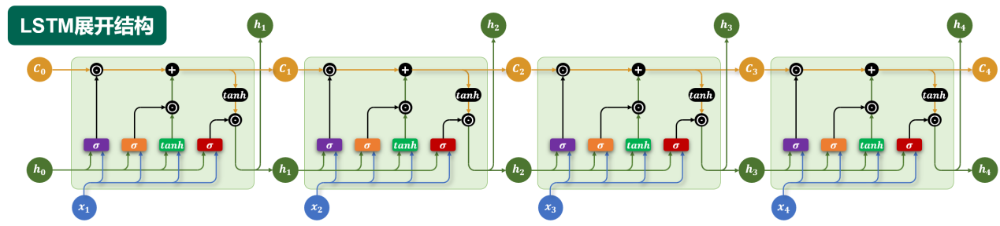 LSTM展开结构
h₁ h₂ h₃ h₄
C₀ C₁ C₂ C₃ C₄
tanh tanh tanh tanh
σ σ tanh σ σ σ tanh σ σ σ tanh σ σ σ tanh σ
h₀ h₁ h₂ h₃ h₄
x₁ x₂ x₃ x₄